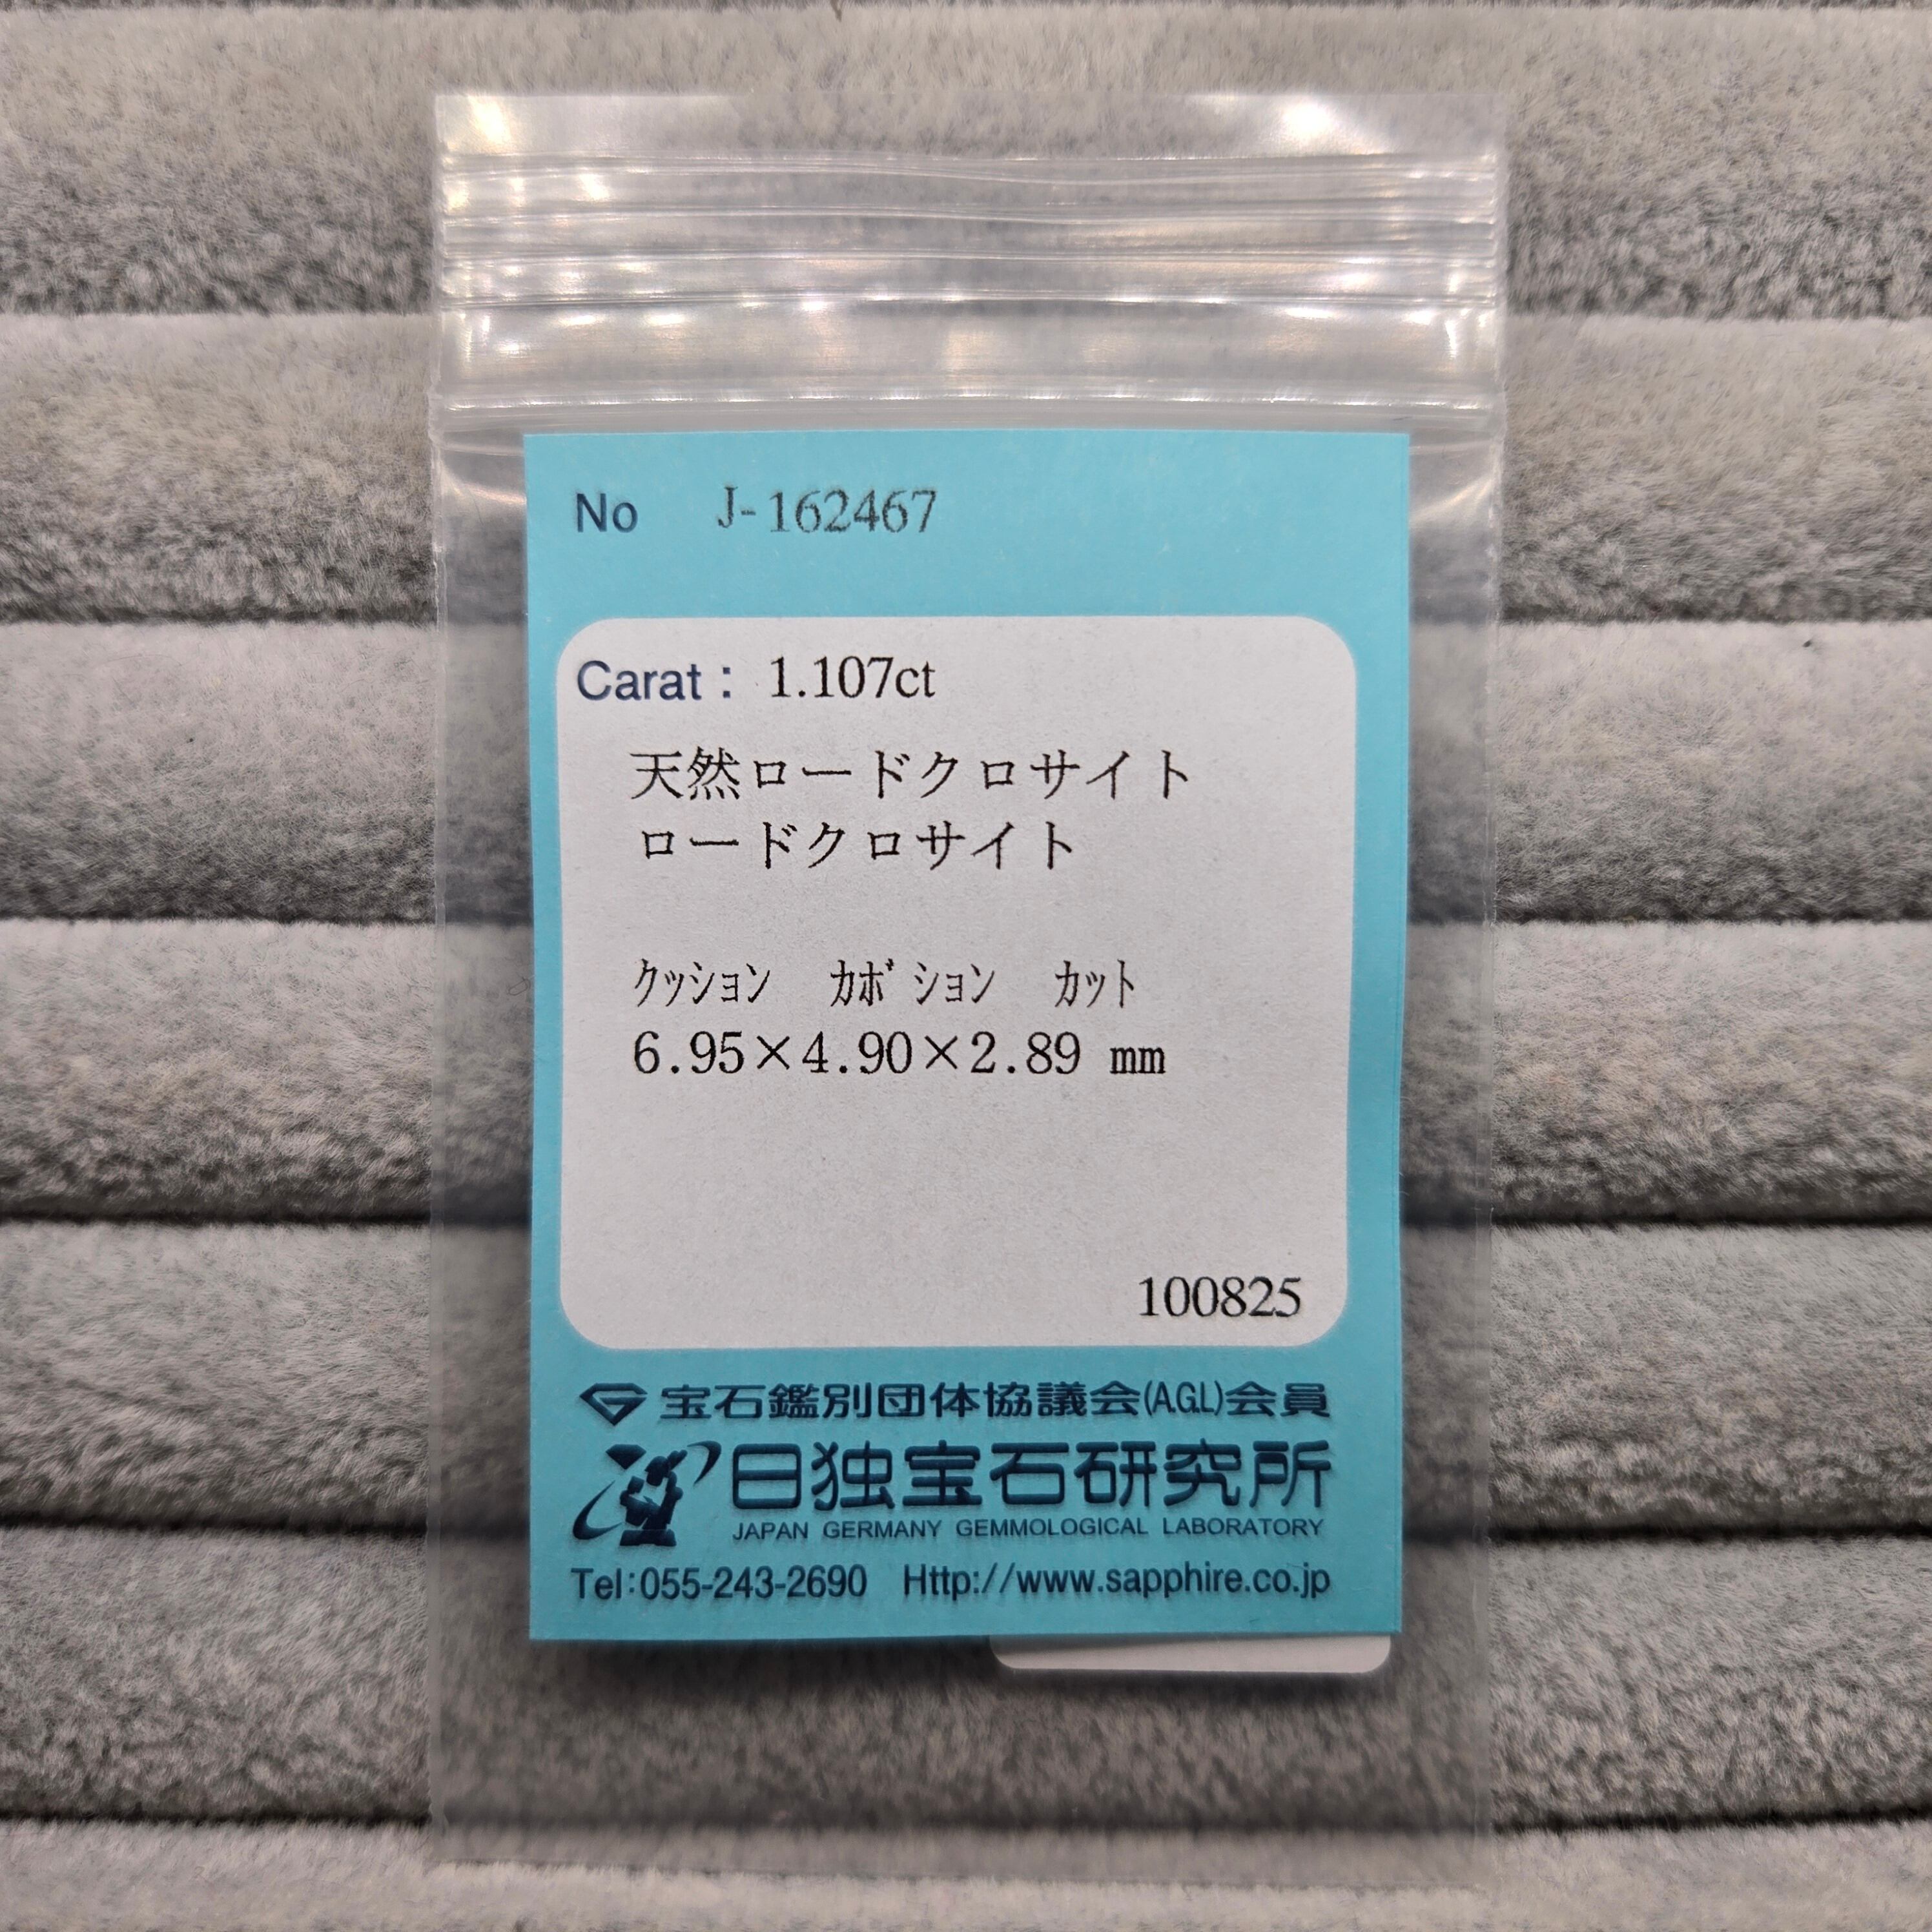 No J-162467
Carat : 1.107ct
天然ロードクロサイト
ロードクロサイト
ｸｯｼｮﾝ ｶﾎﾞｼｮﾝ ｶｯﾄ
6.95×4.90×2.89 mm
100825
宝石鑑別団体協議会(A.G.L)会員
日独宝石研究所
JAPAN GERMANY GEMMOLOGICAL LABORATORY
Tel:055-243-2690 Http://www.sapphire.co.jp